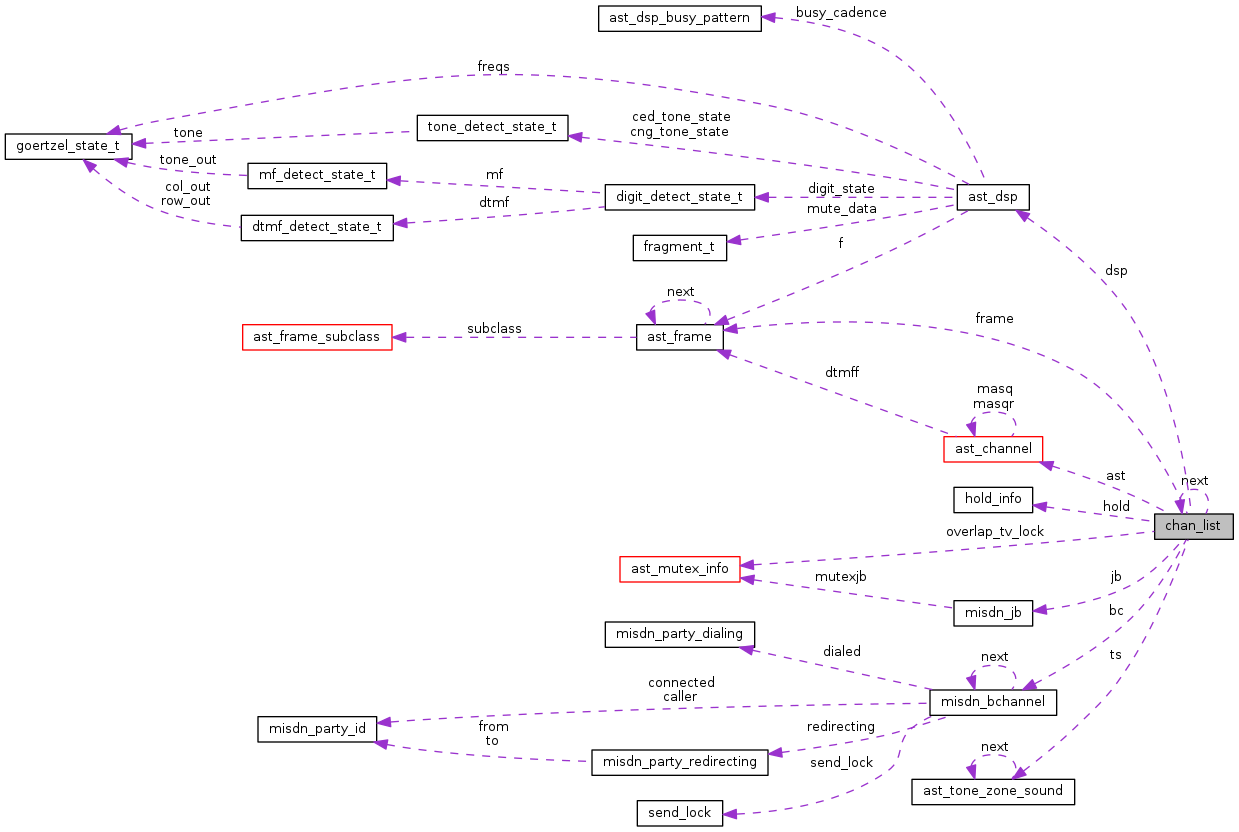 ast_dsp_busy_pattern
busy_cadence
freqs
goertzel_state_t
tone
tone_detect_state_t
ced_tone_state
cng_tone_state
tone_out
mf_detect_state_t
mf
col_out
row_out
dtmf_detect_state_t
dtmf
digit_detect_state_t
digit_state
mute_data
ast_dsp
fragment_t
f
dsp
next
frame
ast_frame_subclass
subclass
ast_frame
dtmff
masq
masqr
ast_channel
ast
next
hold_info
hold
chan_list
overlap_tv_lock
ast_mutex_info
mutexjb
misdn_jb
jb
bc
misdn_party_dialing
dialed
next
ts
connected
caller
misdn_bchannel
misdn_party_id
from
to
redirecting
misdn_party_redirecting
send_lock
next
ast_tone_zone_sound
send_lock